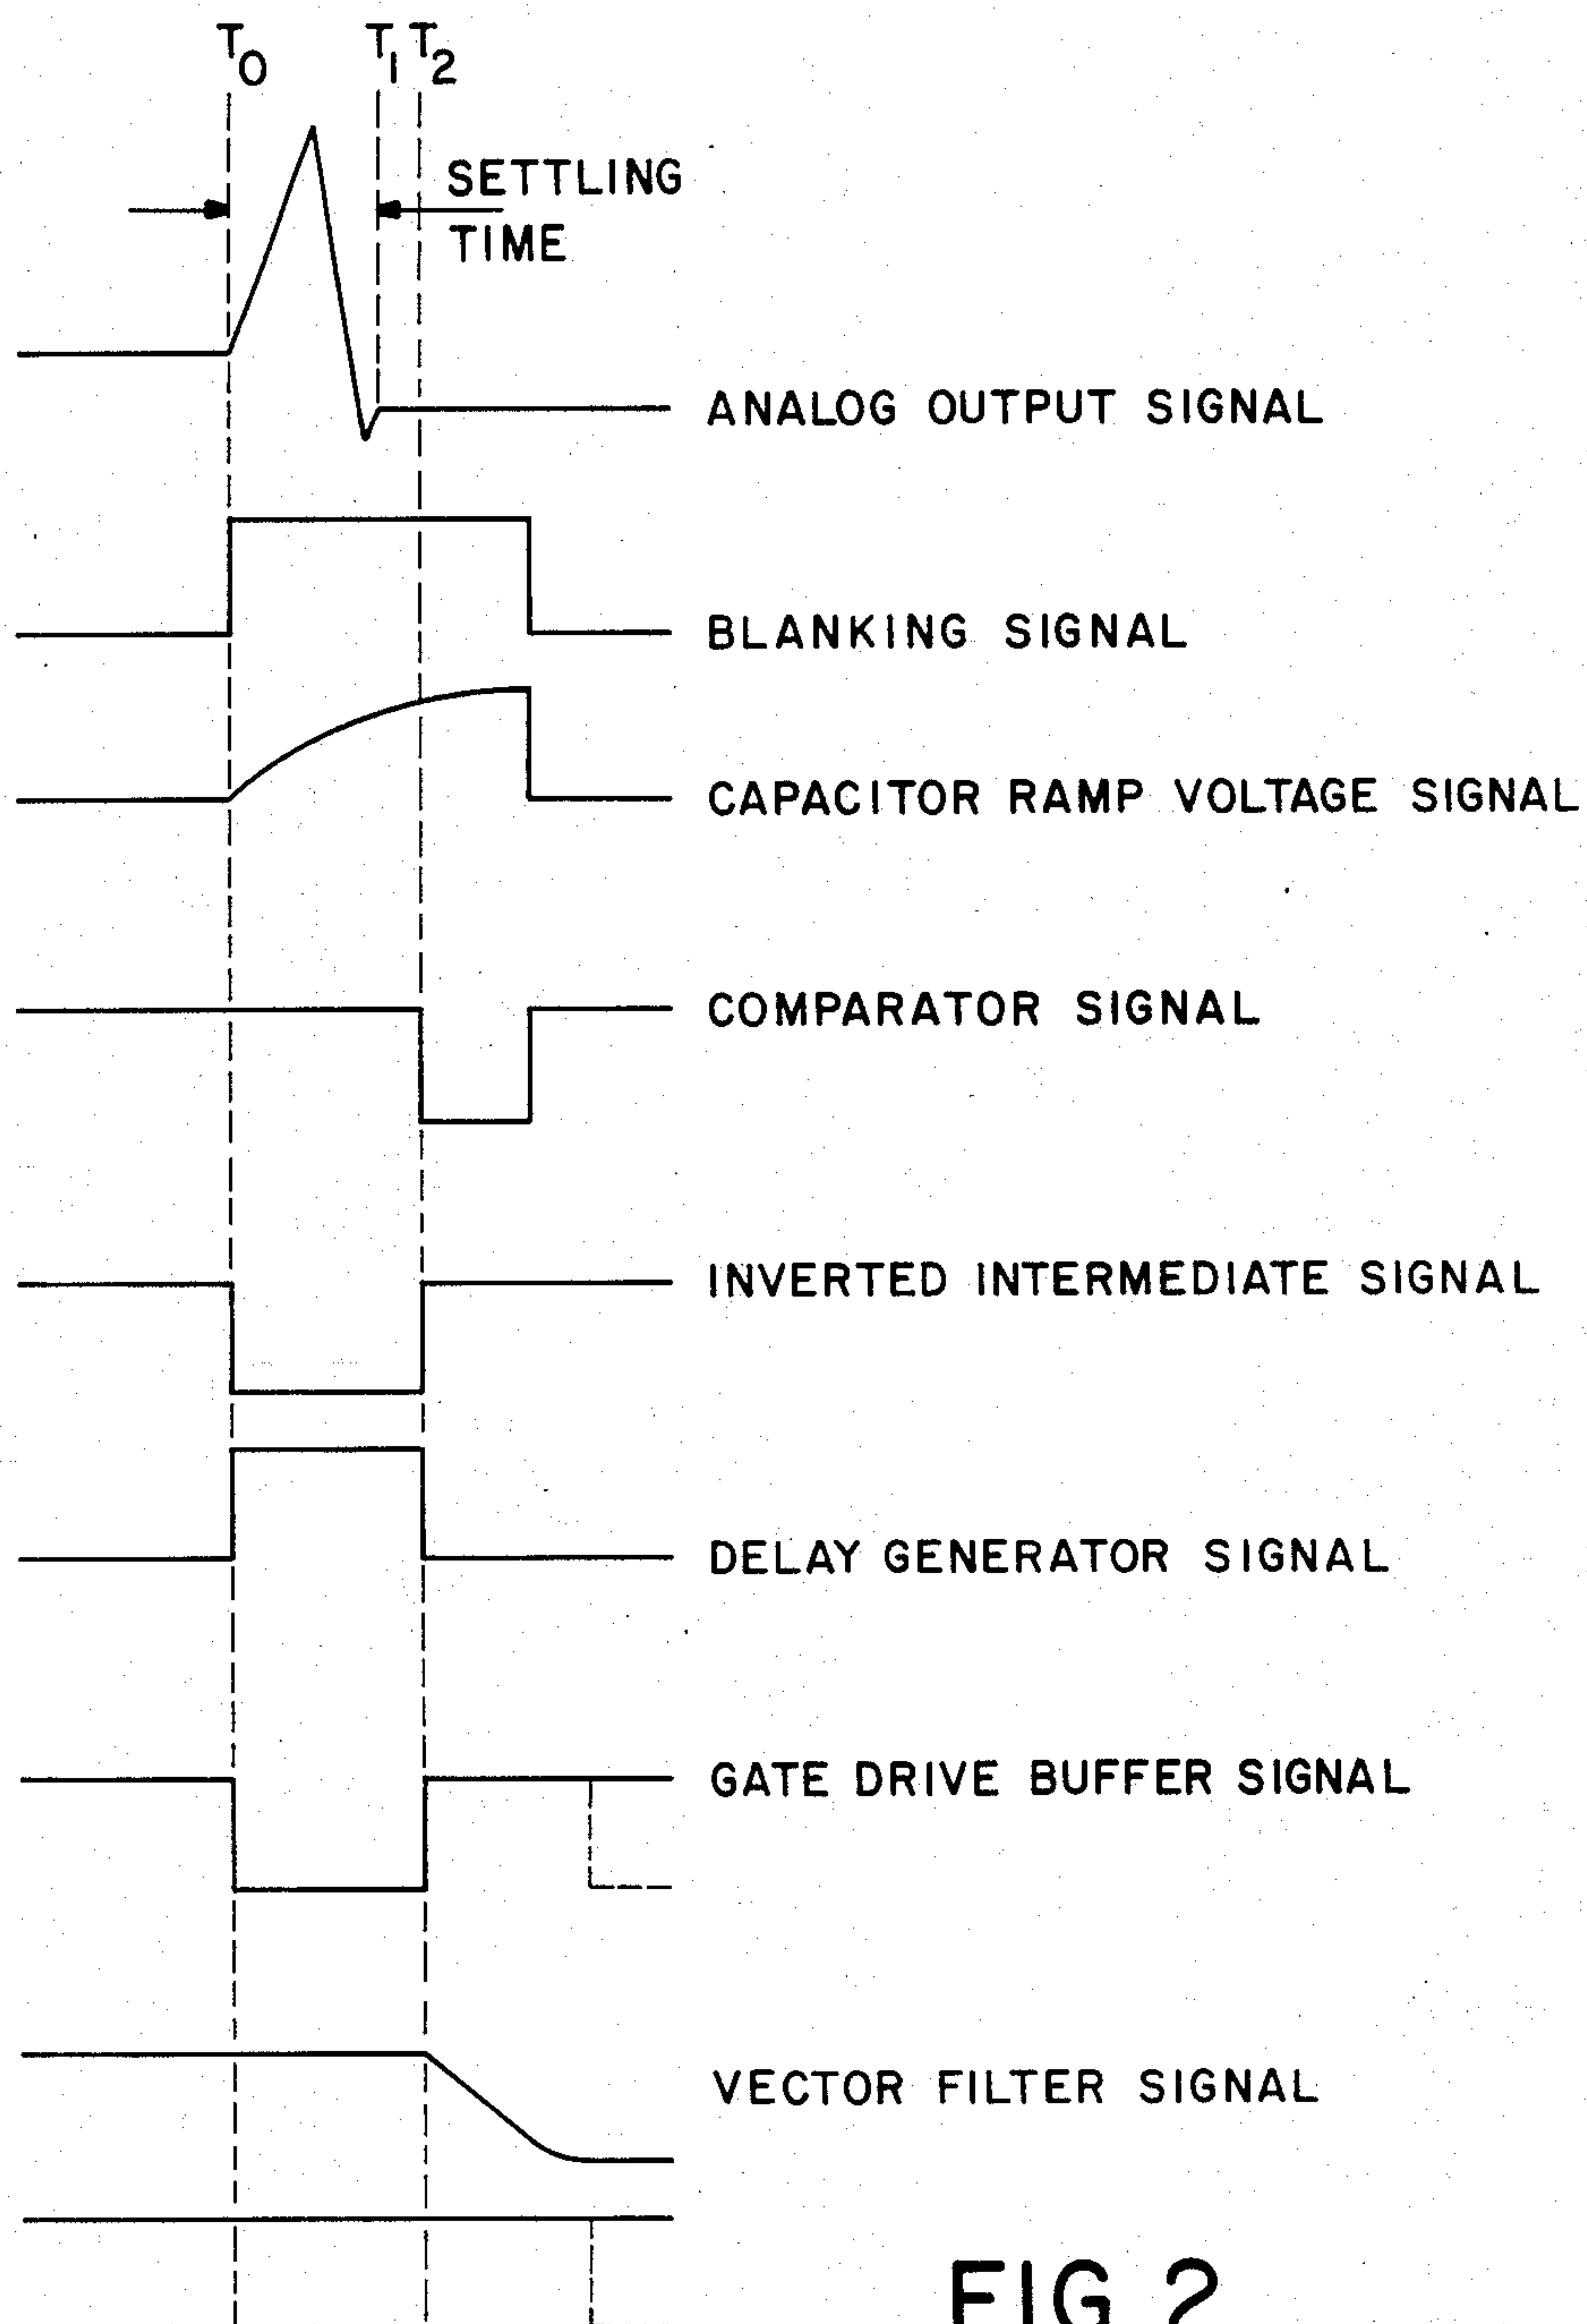 T0 T1 T2
SETTLING
TIME
ANALOG OUTPUT SIGNAL
BLANKING SIGNAL
CAPACITOR RAMP VOLTAGE SIGNAL
COMPARATOR SIGNAL
INVERTED INTERMEDIATE SIGNAL
DELAY GENERATOR SIGNAL
GATE DRIVE BUFFER SIGNAL
VECTOR FILTER SIGNAL
FIG 2